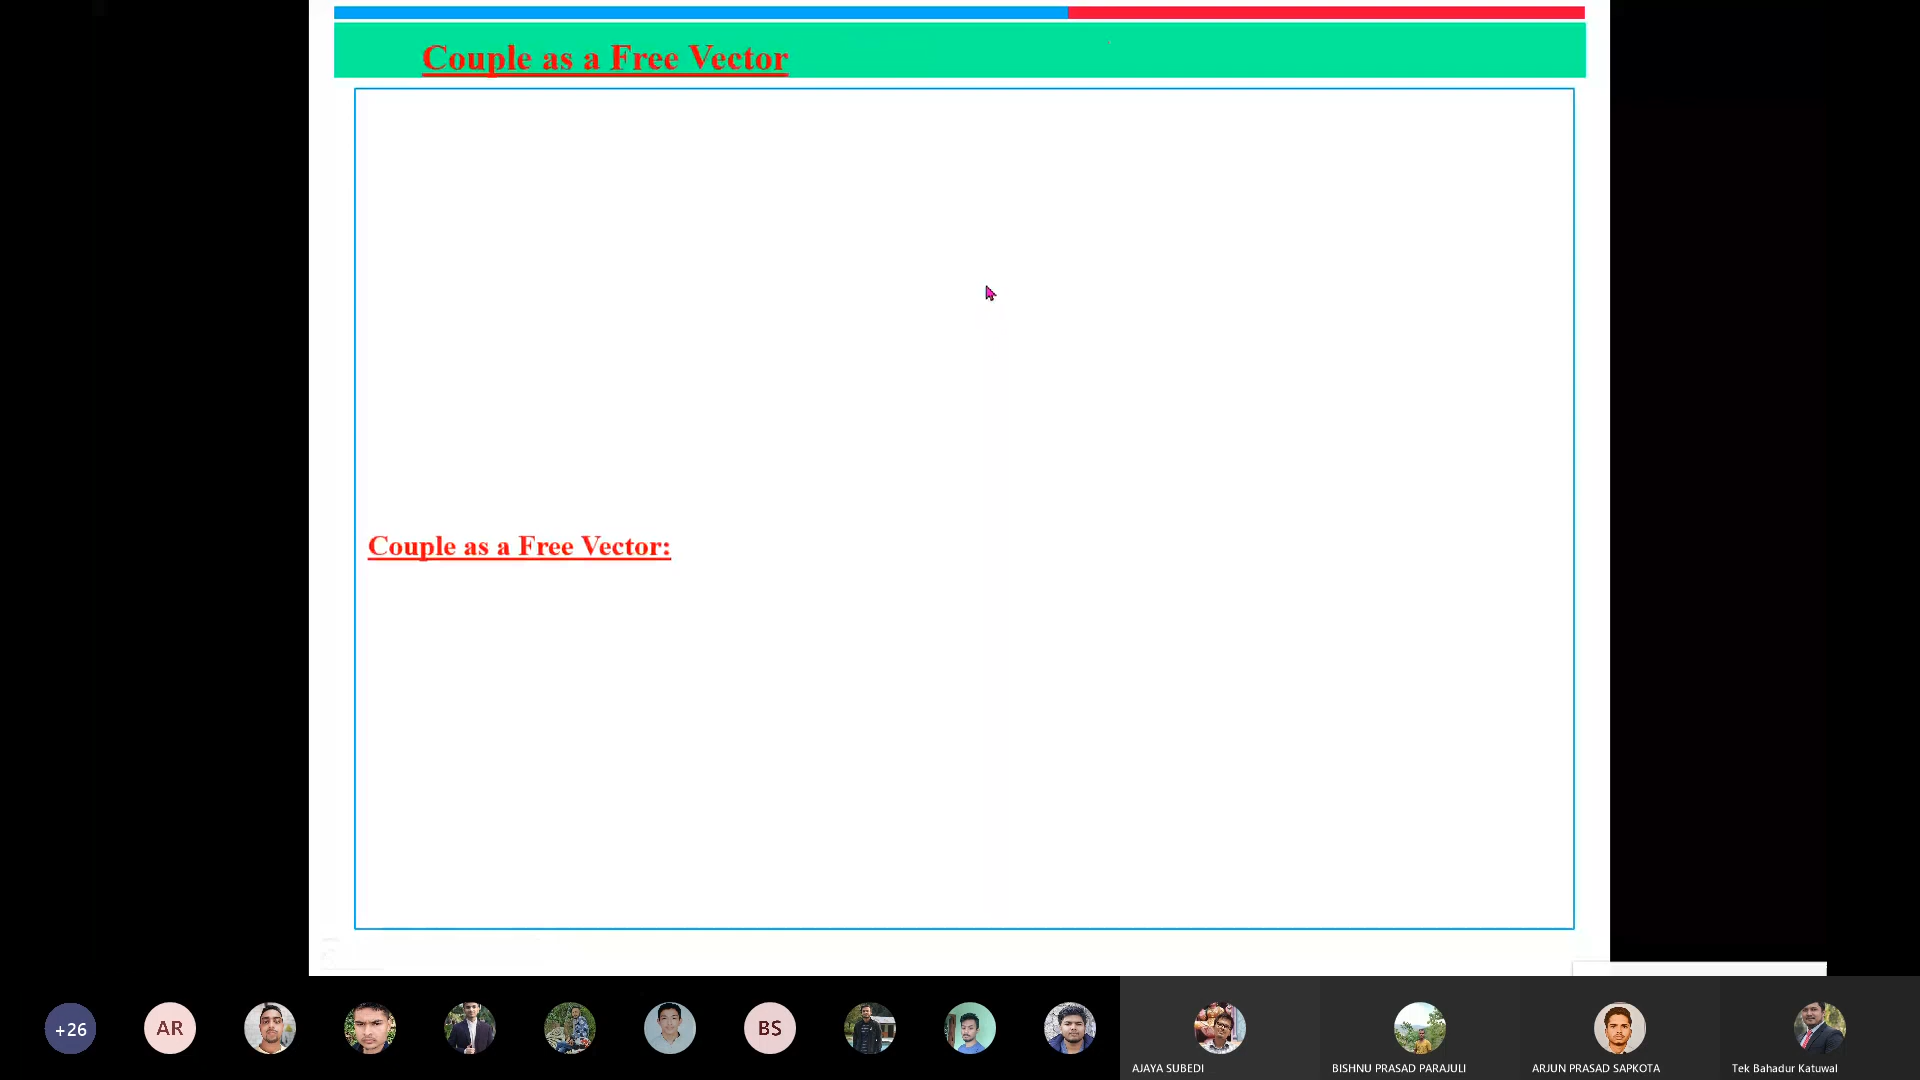 Couple as a Free Vector
Couple as a Free Vector:
+26
AR
BS
AJAYA SUBEDI
BISHNU PRASAD PARAJULI
ARJUN PRASAD SAPKOTA
Tek Bahadur Katuwal